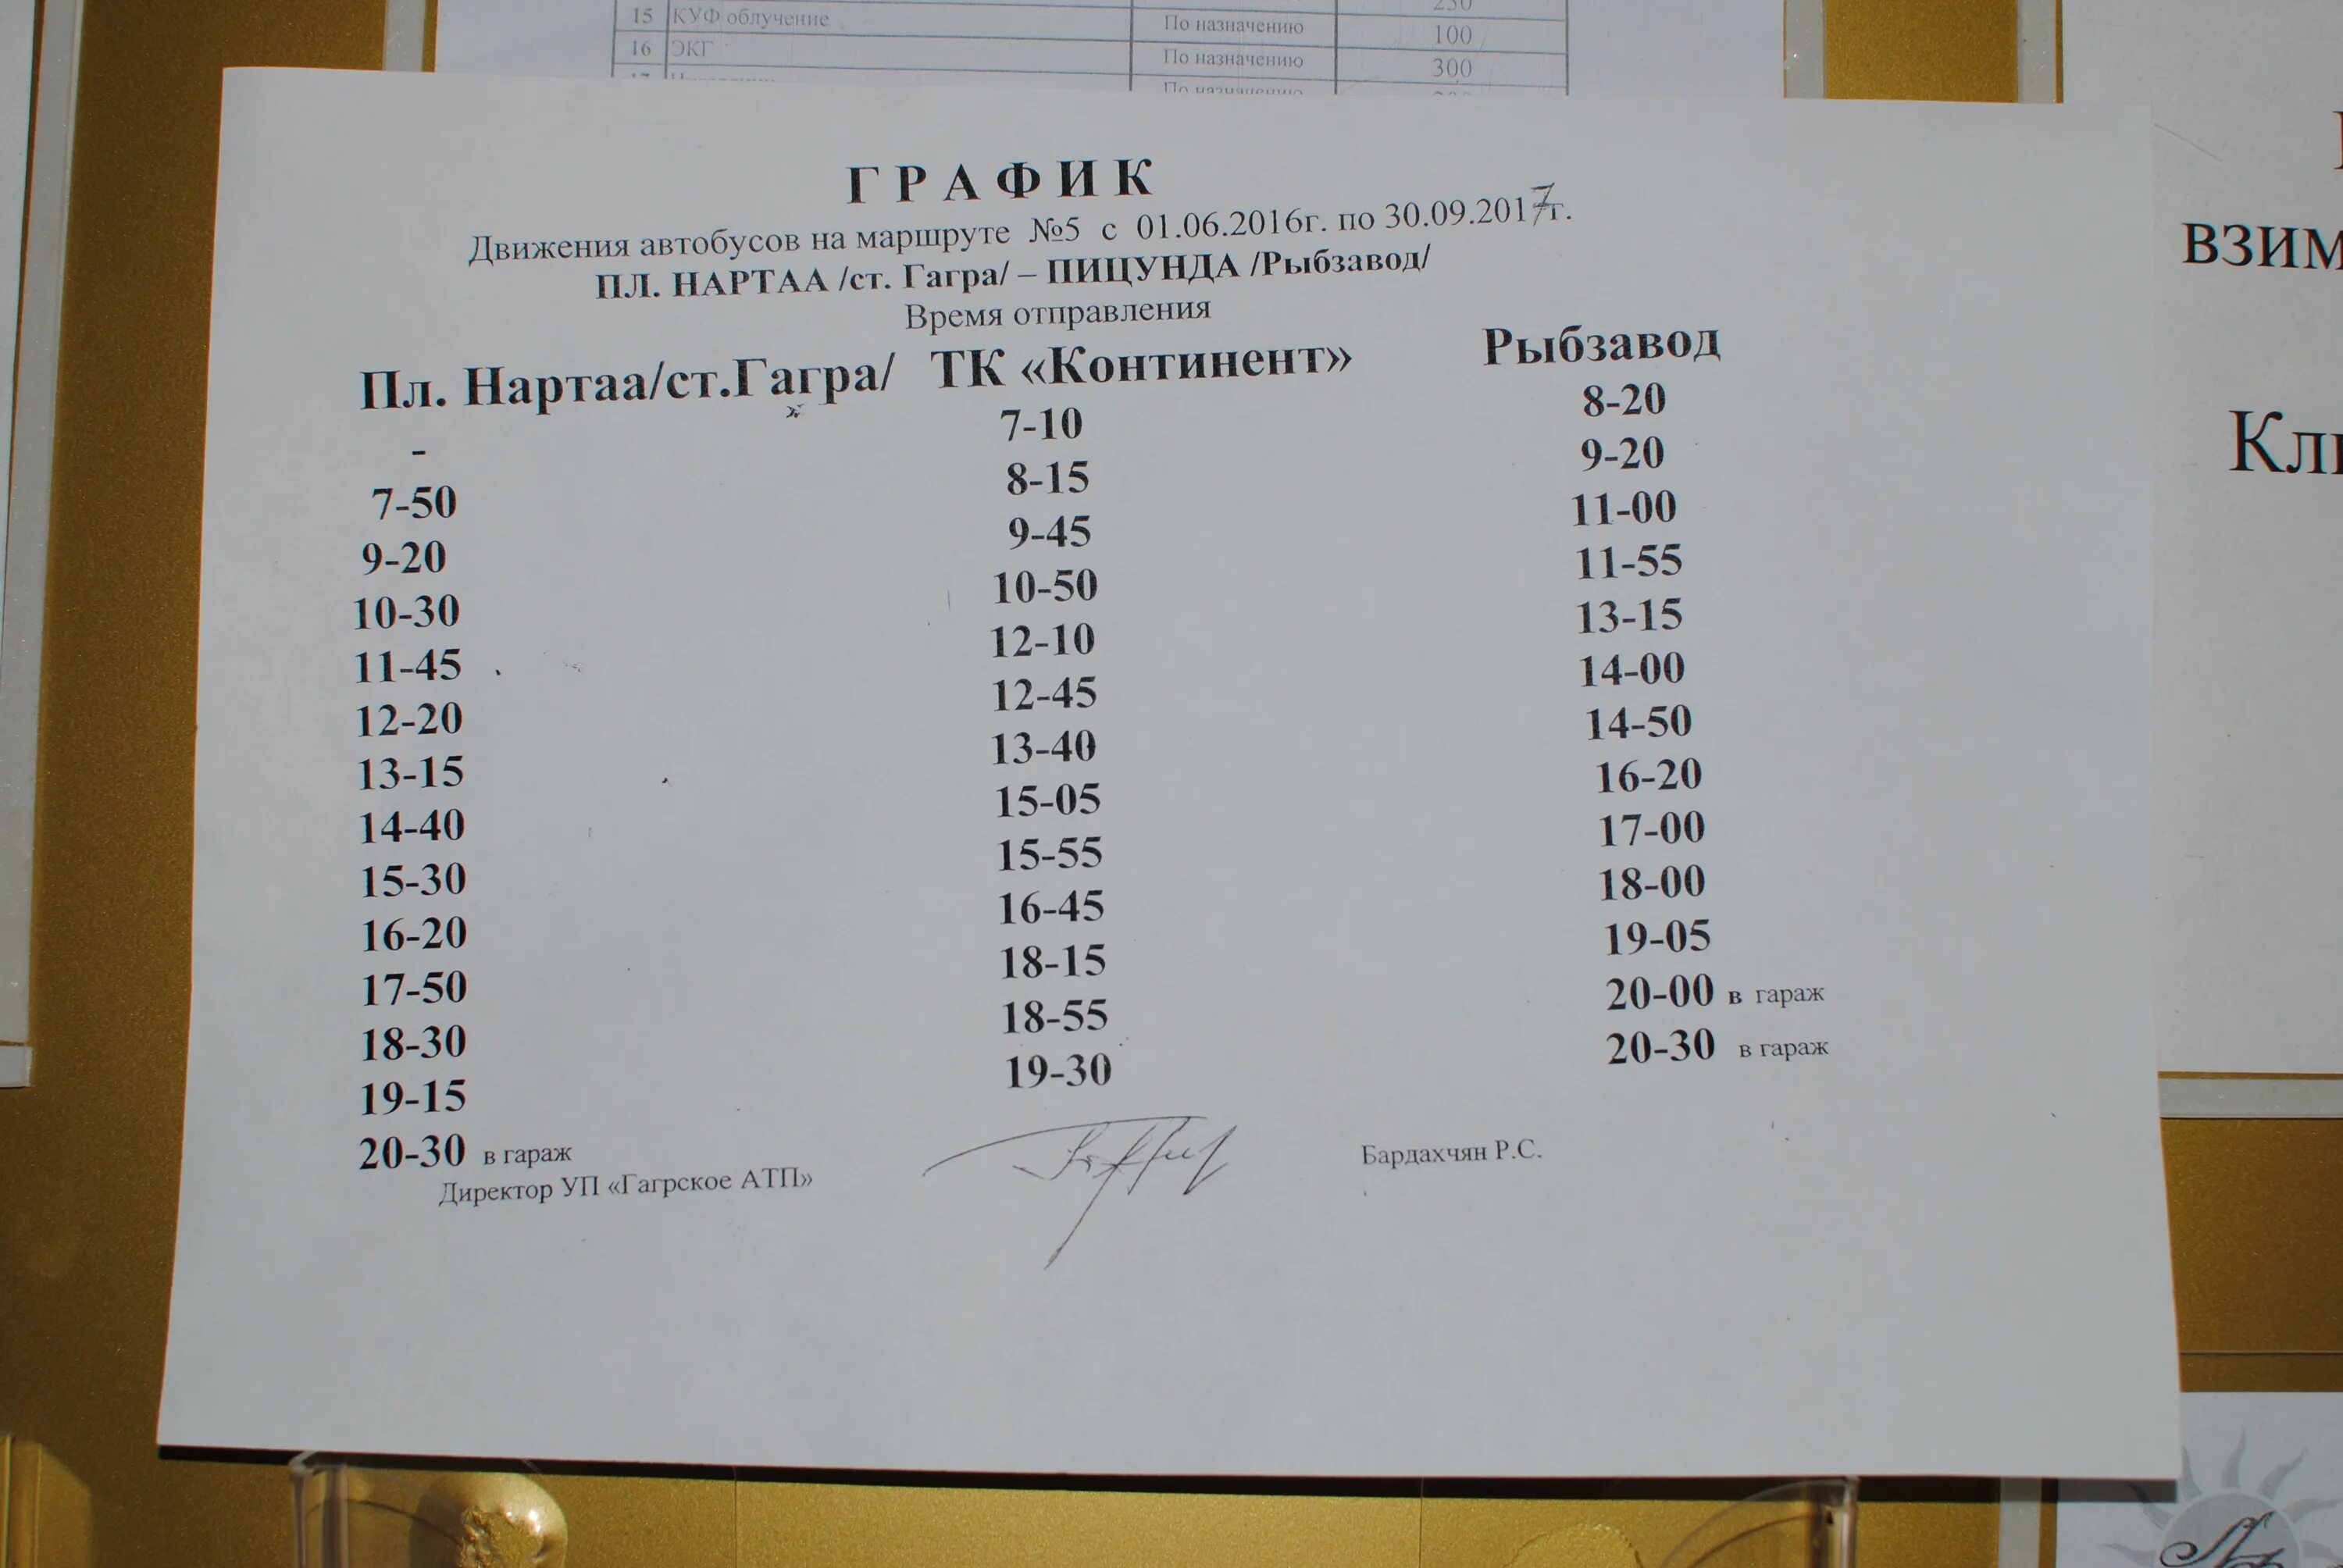 250
15 КУФ облучение По назначению 100
16 ЭКГ По назначению 300
17 По назначению
ГРАФИК
Движения автобусов на маршруте №5 с 01.06.2016г. по 30.09.2017г.
ПЛ. НАРТАА /ст. Гагра/ – ПИЦУНДА /Рыбзавод/
Время отправления
Пл. Нартаа/ст.Гагра/ ТК «Континент» Рыбзавод
- 7-10 8-20
7-50 8-15 9-20
9-20 9-45 11-00
10-30 10-50 11-55
11-45 12-10 13-15
12-20 12-45 14-00
13-15 13-40 14-50
14-40 15-05 16-20
15-30 15-55 17-00
16-20 16-45 18-00
17-50 18-15 19-05
18-30 18-55 20-00 в гараж
19-15 19-30 20-30 в гараж
20-30 в гараж
Директор УП «Гагрское АТП» Бардахчян Р.С.
взим
Кл